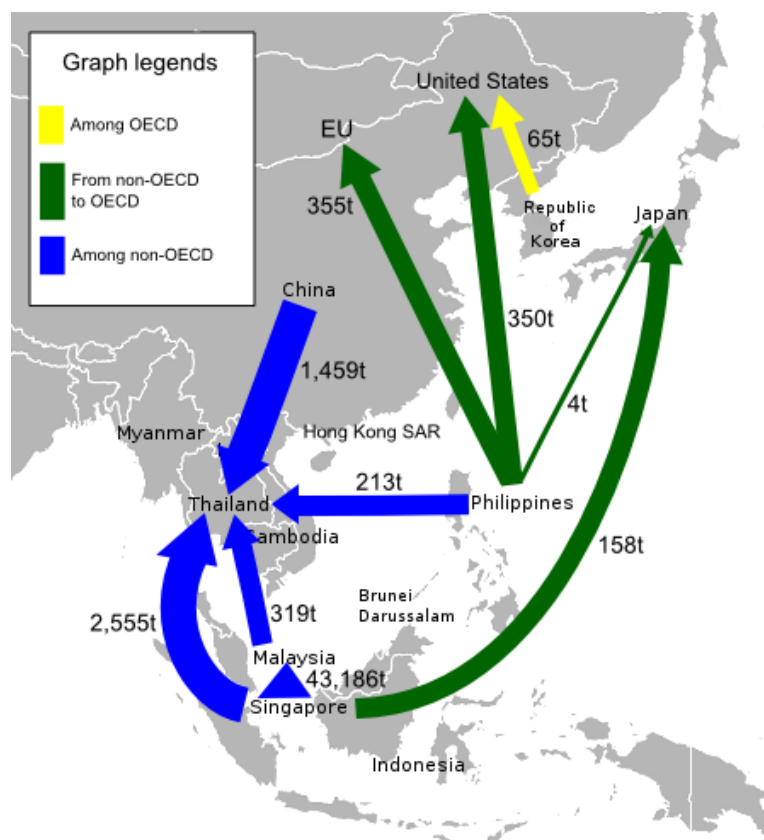 Graph legends
Among OECD
From non-OECD
to OECD
Among non-OECD
United States
EU
65t
355t
Republic
of
Korea
Japan
China
350t
1,459t
4t
Myanmar
Hong Kong SAR
213t
Thailand
Philippines
Cambodia
158t
Brunei
Darussalam
2,555t
319t
Malaysia
43,186t
Singapore
Indonesia